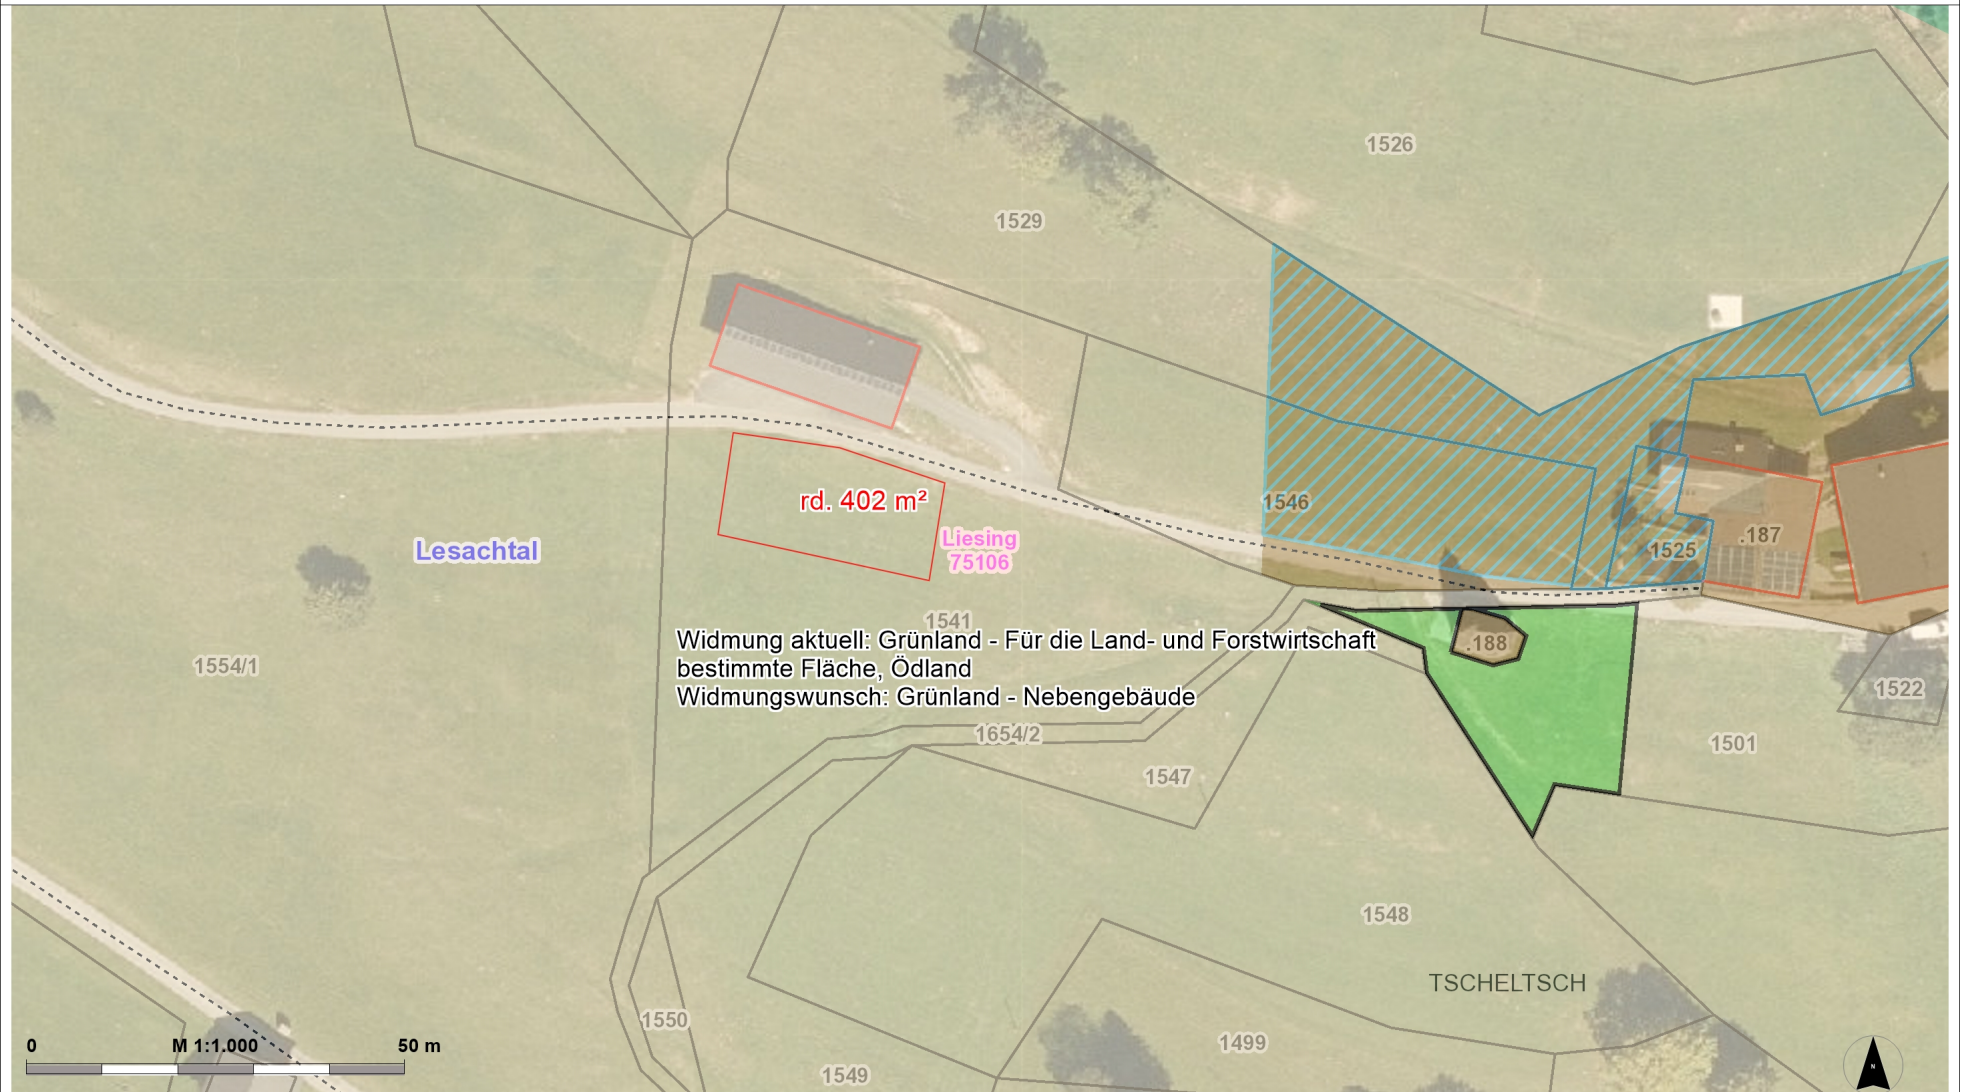 1526
1529
1546
rd. 402 m²
Lesachtal
Liesing
75106
.187
1525
1541
Widmung aktuell: Grünland - Für die Land- und Forstwirtschaft
bestimmte Fläche, Ödland
Widmungswunsch: Grünland - Nebengebäude
.188
1554/1
1522
1654/2
1501
1547
1548
TSCHELTSCH
1550
1499
1549
0 M 1:1.000 50 m
N